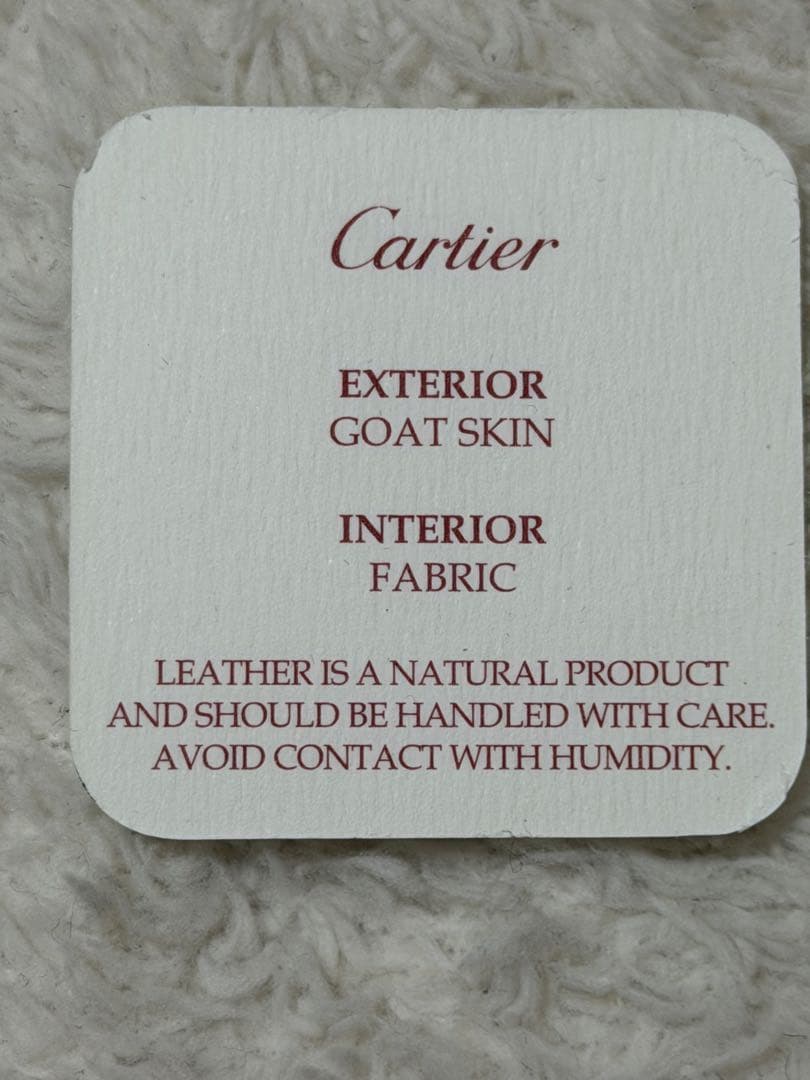 Cartier
EXTERIOR
GOAT SKIN
INTERIOR
FABRIC
LEATHER IS A NATURAL PRODUCT
AND SHOULD BE HANDLED WITH CARE.
AVOID CONTACT WITH HUMIDITY.